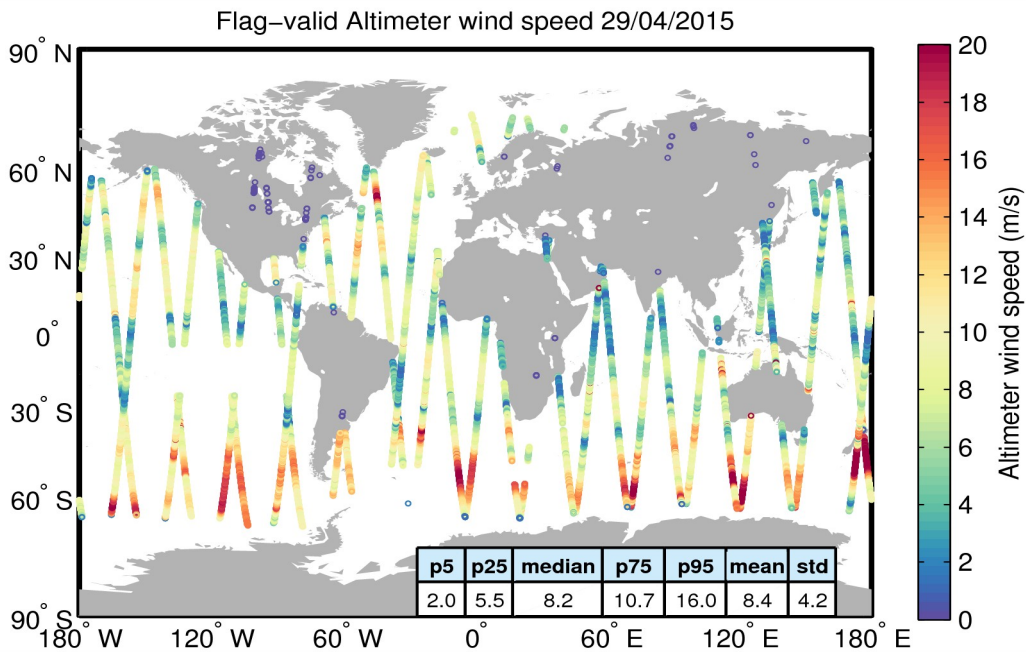 Flag−valid Altimeter wind speed 29/04/2015
90° N
60° N
30° N
0°
30° S
60° S
90° S
180° W
120° W
60° W
0°
60° E
120° E
180° E
p5 p25 median p75 p95 mean std
2.0 5.5 8.2 10.7 16.0 8.4 4.2
20
18
16
14
12
10
8
6
4
2
0
Altimeter wind speed (m/s)